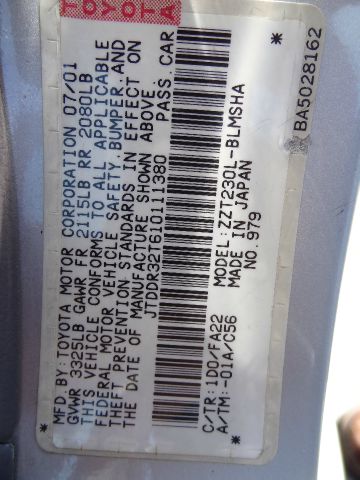 TOYOTA
TOYOTA
TOYOTA
MFD. BY: TOYOTA MOTOR CORPORATION 07/01
GVWR 3325LB GAWR FR 2115LB RR 2080LB
THIS VEHICLE CONFORMS TO ALL APPLICABLE
FEDERAL MOTOR VEHICLE SAFETY, BUMPER, AND
THEFT PREVENTION STANDARDS IN EFFECT ON
THE DATE OF MANUFACTURE SHOWN ABOVE.
JTDDR32T610111380 PASS. CAR
* *
C/TR: 1D0/FA22 MODEL: ZZT230L-BLMSHA
A/TM: -01A/C56 MADE IN JAPAN
NO. 979
* BA5028162